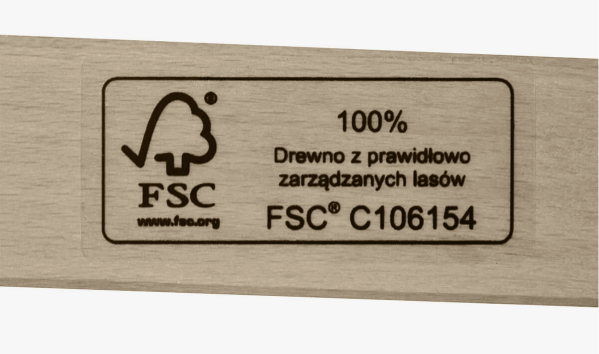 100%
Drewno z prawidłowo
zarządzanych lasów
FSC® C106154
®
FSC
www.fsc.org